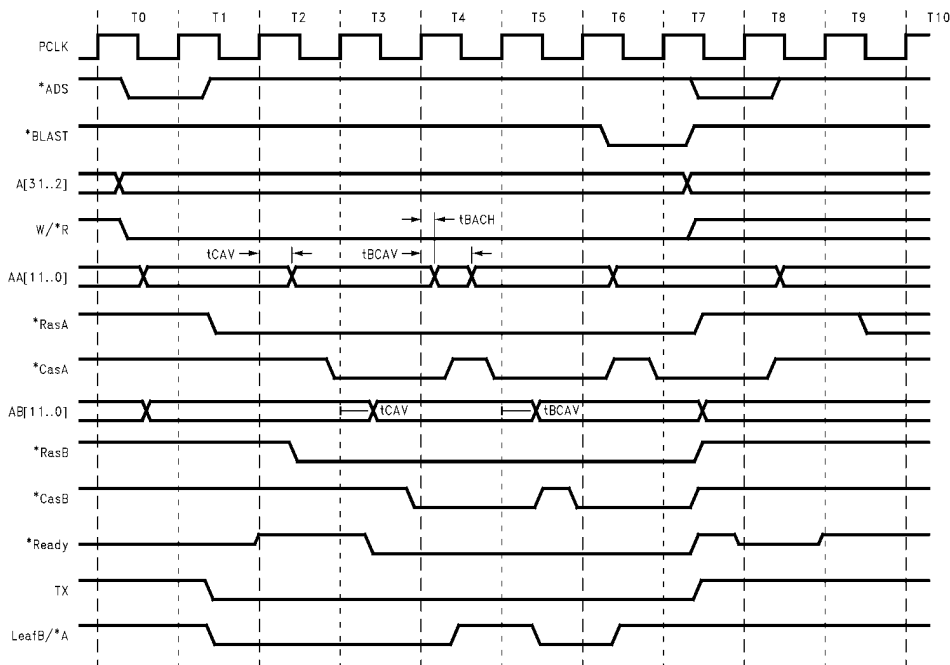 T0 T1 T2 T3 T4 T5 T6 T7 T8 T9 T10
PCLK
*ADS
*BLAST
A[31..2]
W/*R
tBACH
tCAV tBCAV
AA[11..0]
*RasA
*CasA
AB[11..0] tCAV tBCAV
*RasB
*CasB
*Ready
TX
LeafB/*A